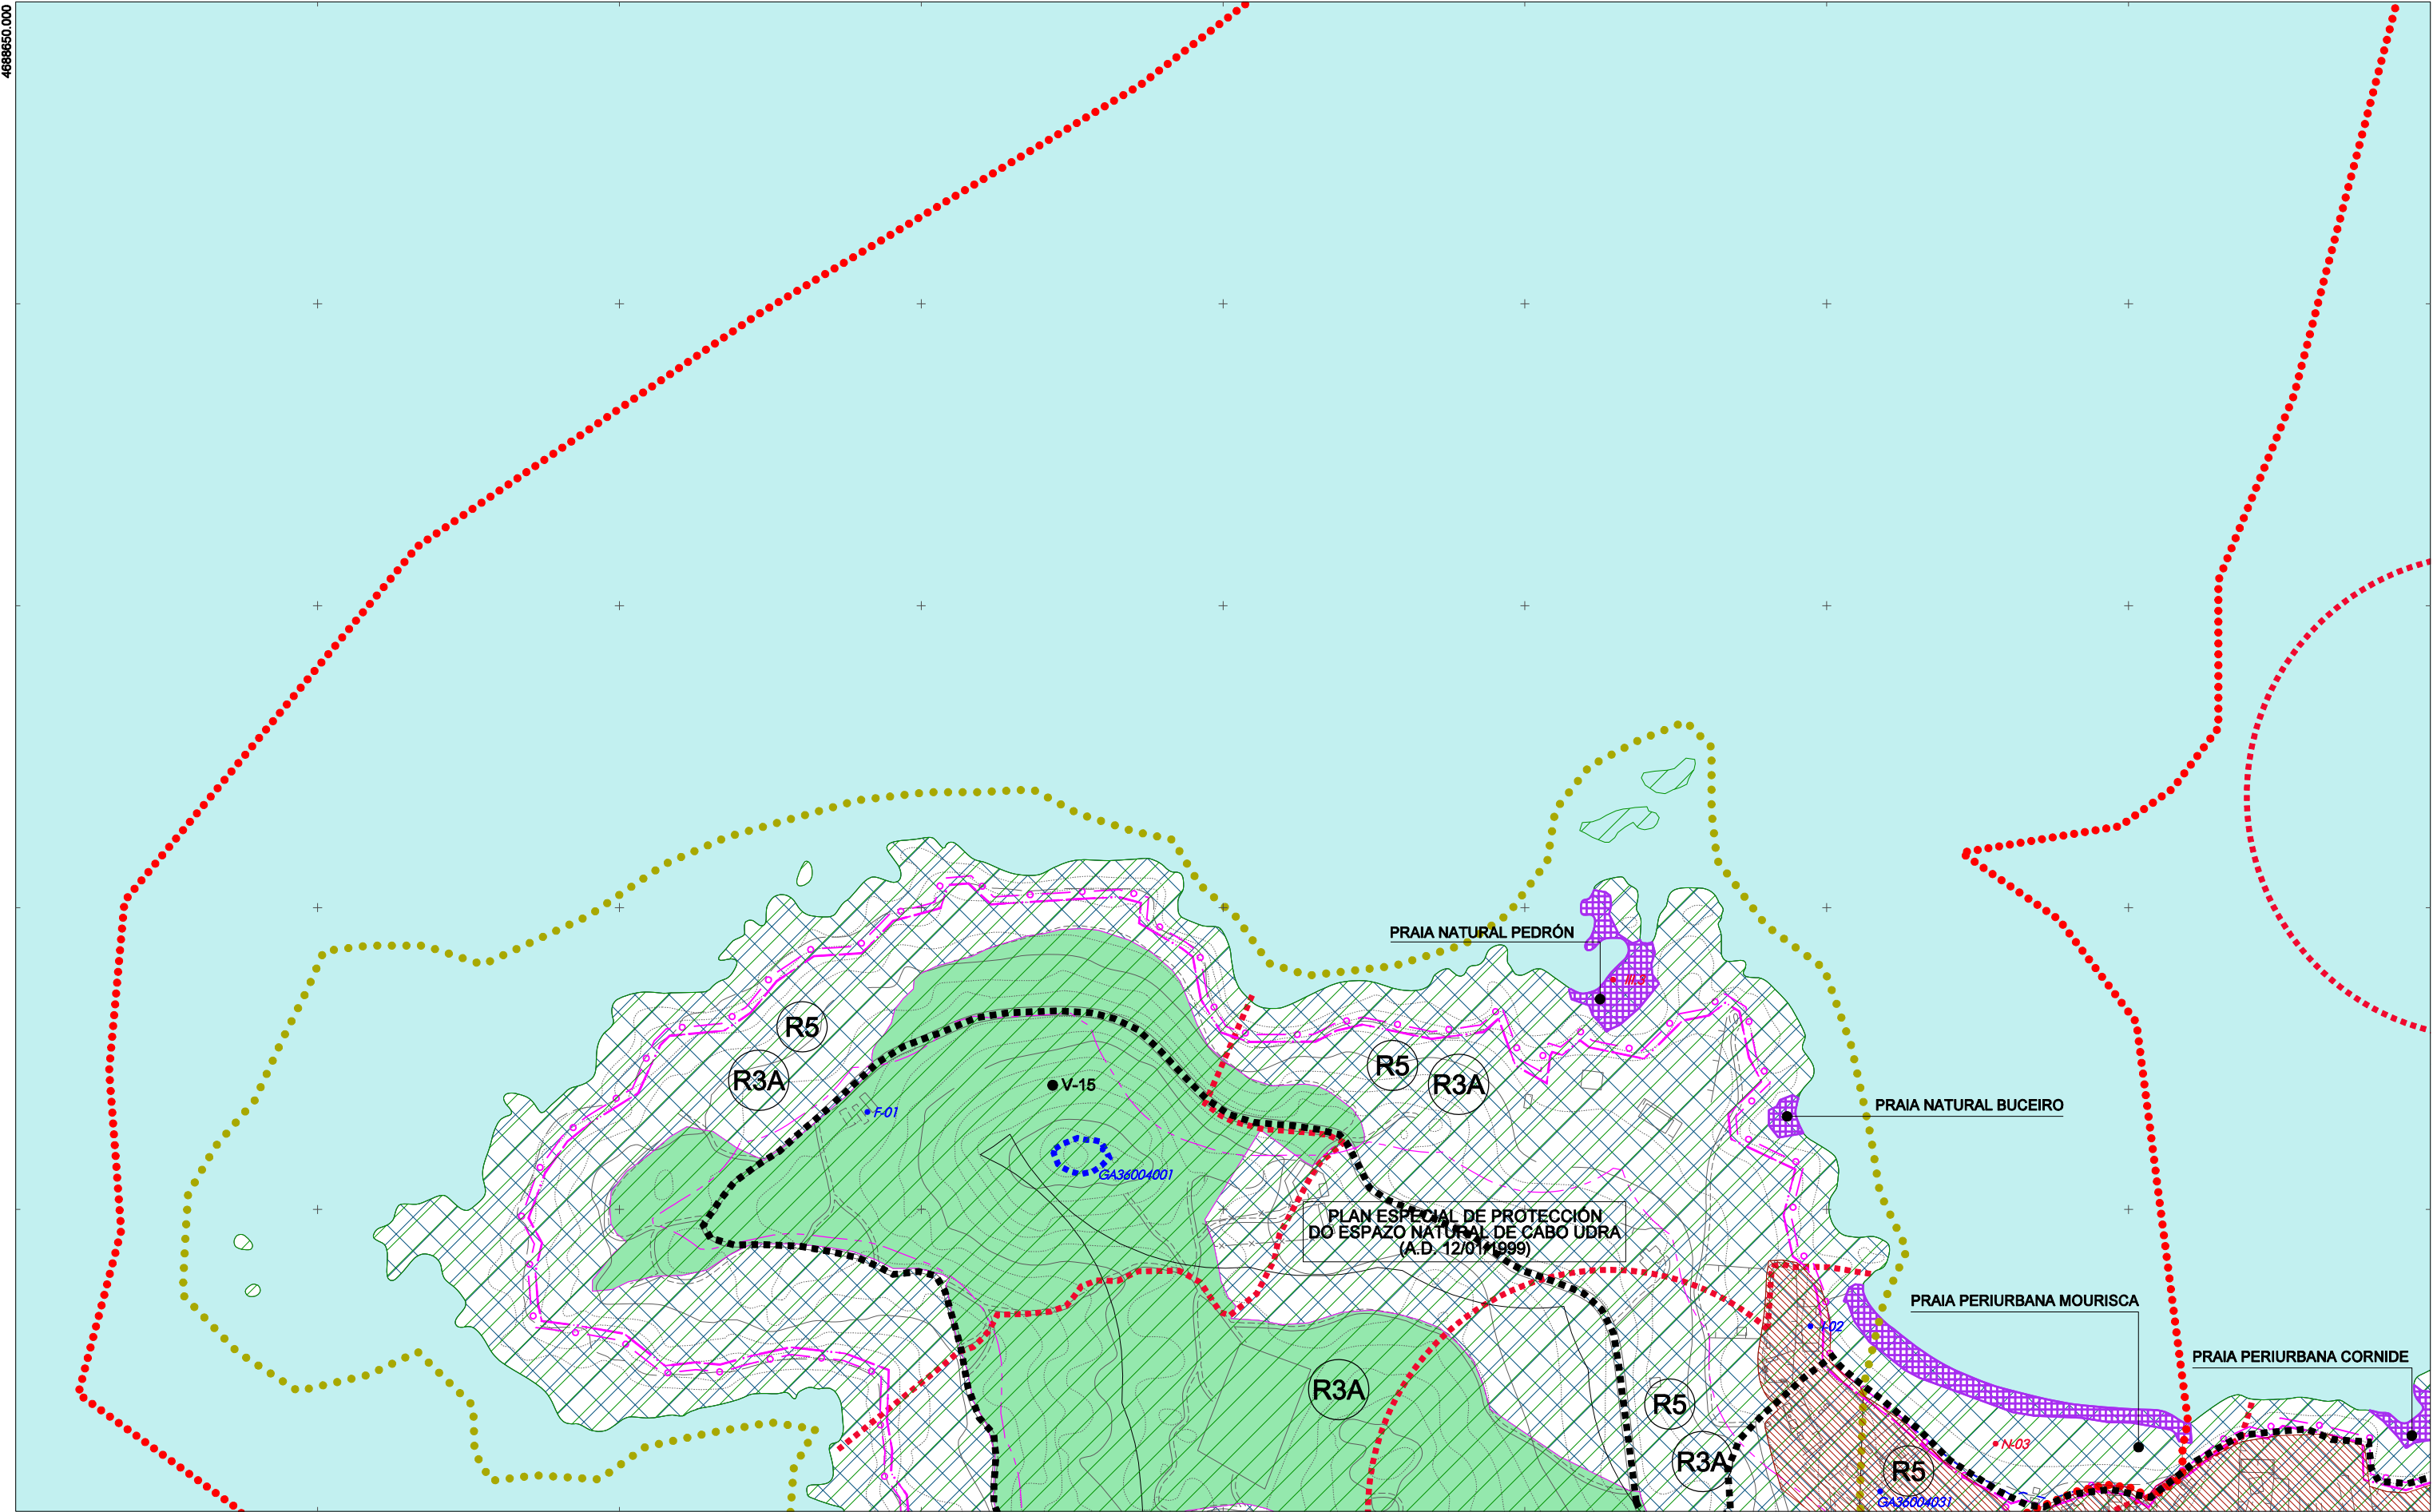 4688650.000
PRAIA NATURAL PEDRÓN
R5
R3A
V-15
F-01
GA36004001
R5
R3A
PRAIA NATURAL BUCEIRO
PLAN ESPECIAL DE PROTECCIÓN
DO ESPAZO NATURAL DE CABO UDRA
(A.D. 12/01/1999)
PRAIA PERIURBANA MOURISCA
PRAIA PERIURBANA CORNIDE
R3A
R5
R3A
N-03
R5
GA36004031